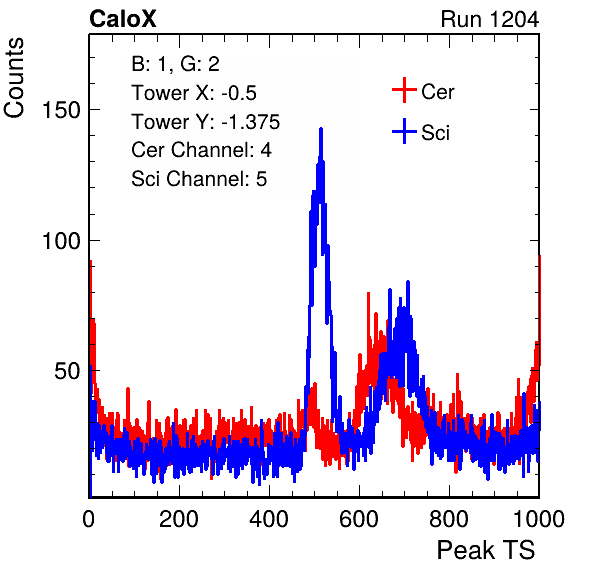 CaloX Run 1204
Counts
B: 1, G: 2
Tower X: -0.5
Tower Y: -1.375
Cer Channel: 4
Sci Channel: 5
Cer
Sci
150
100
50
0 200 400 600 800 1000
Peak TS